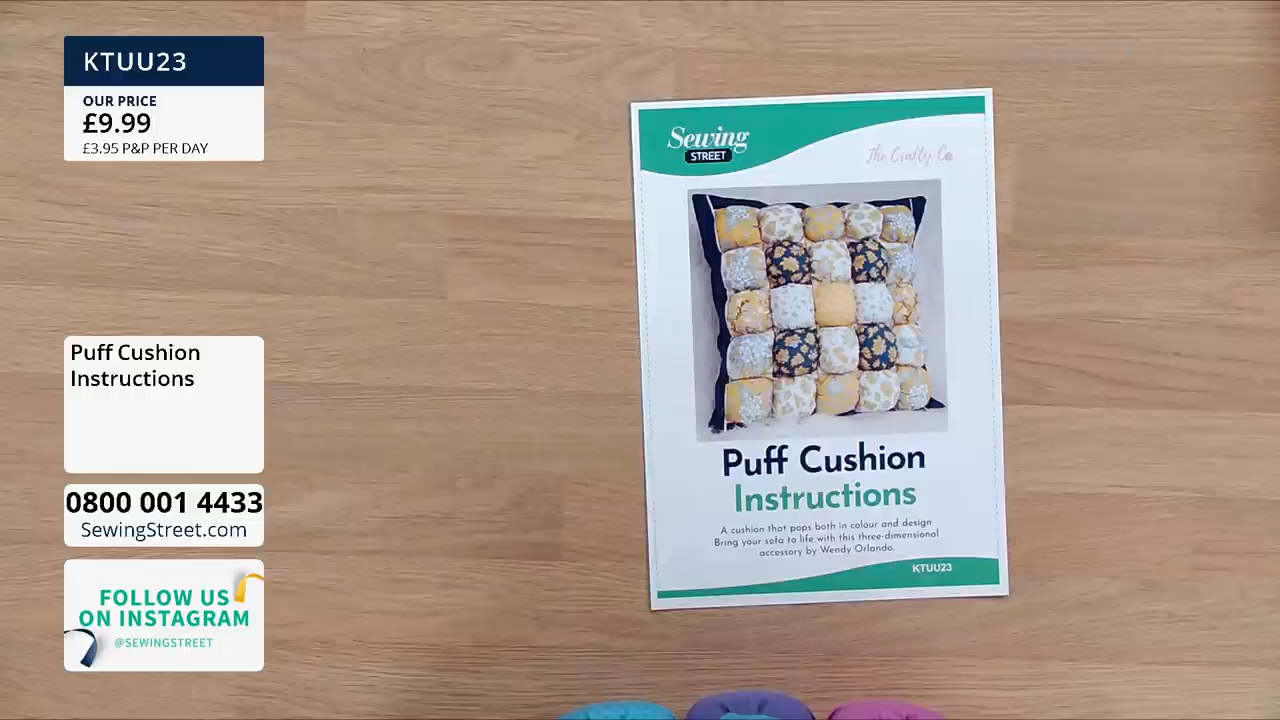 KTUU23
OUR PRICE
£9.99
£3.95 P&P PER DAY
Puff Cushion
Instructions
0800 001 4433
SewingStreet.com
FOLLOW US
ON INSTAGRAM
@SEWINGSTREET
Sewing
STREET
The Crafty Co
Puff Cushion
Instructions
A cushion that pops both in colour and design
Bring your sofa to life with this three-dimensional
accessory by Wendy Orlando.
KTUU23